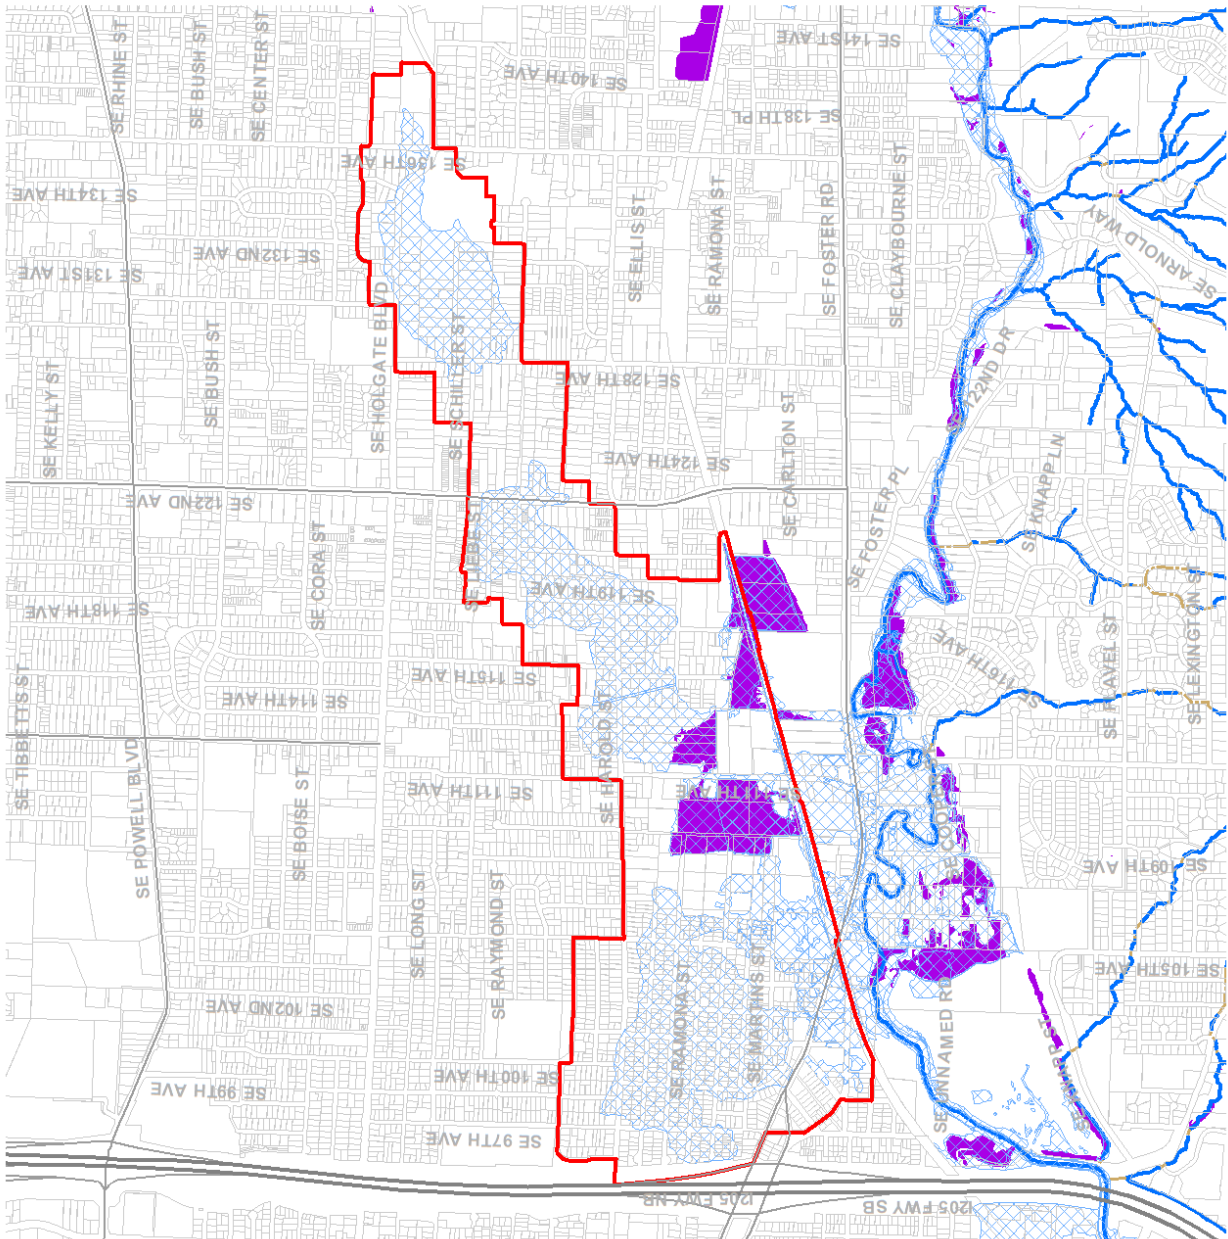 SE RHINE ST
SE BUSH ST
SE CENTER ST
SE 141ST AVE
SE 140TH AVE
SE 138TH PL
SE 136TH AVE
SE 134TH AVE
SE CLAYBOURNE ST
SE RAMONA ST
SE FOSTER RD
SE ELLIS ST
SE ARNOLD WAY
SE 132ND AVE
SE 131ST AVE
SE HOLGATE BLVD
SE BUSH ST
SE SCHILLER ST
SE 122ND DR
SE KELLY ST
SE 128TH AVE
SE CARLTON ST
SE 124TH AVE
SE KNAPP LN
SE 122ND AVE
SE FOSTER PL
SE CORA ST
SE LIEBE ST
SE 119TH AVE
SE 118TH AVE
SE LEXINGTON ST
SE FLAVEL ST
SE 116TH AVE
SE 115TH AVE
SE 114TH AVE
SE TIBBETTS ST
SE HAROLD ST
SE POWELL BLVD
SE BOISE ST
SE 111TH AVE
SE 111TH AVE
SE COOPER
SE 109TH AVE
SE LONG ST
SE RAYMOND ST
SE 105TH AVE
SE RAMONA ST
SE MARTINS ST
SE 102ND AVE
SE UNNAMED RD
SE 100TH AVE
SE 99TH AVE
SE 97TH AVE
I205 FWY NB
I205 FWY SB